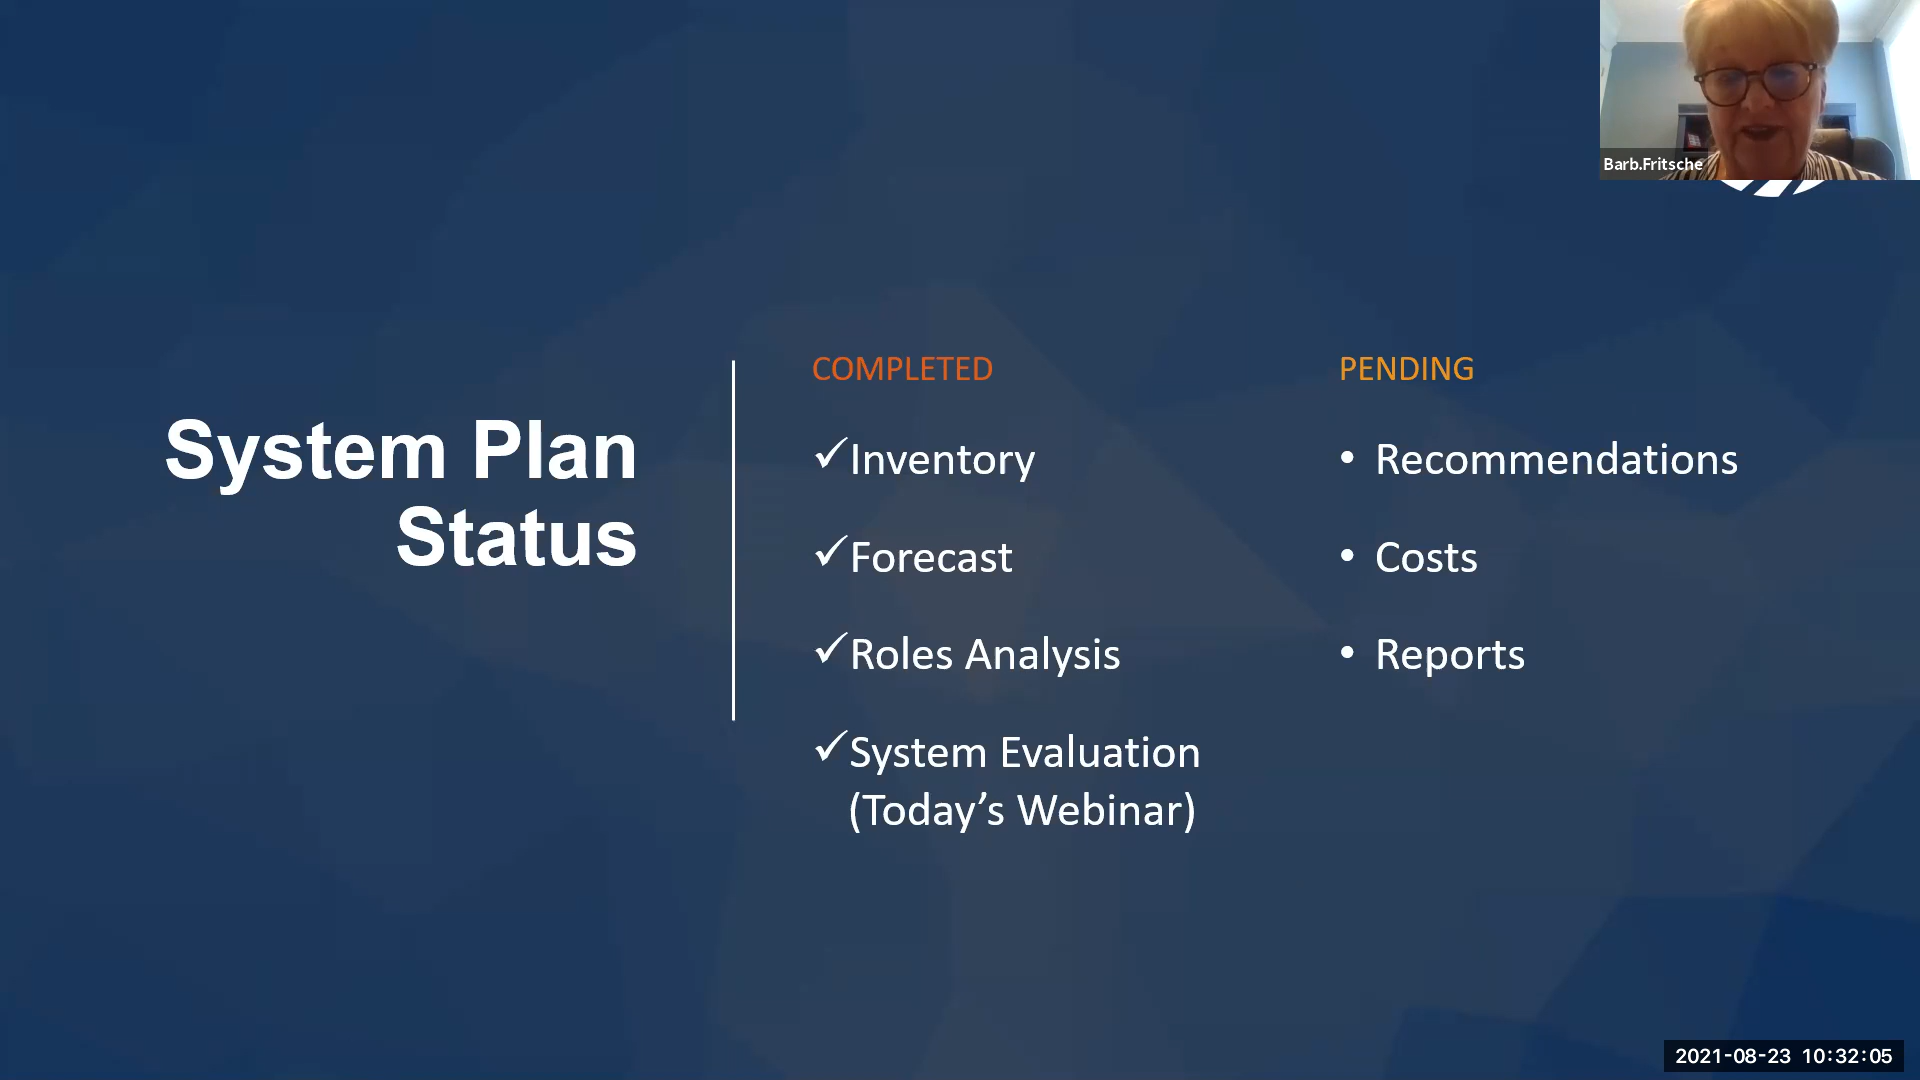 Barb.Fritsche
System Plan
Status
COMPLETED
✓Inventory
✓Forecast
✓Roles Analysis
✓System Evaluation
(Today’s Webinar)
PENDING
• Recommendations
• Costs
• Reports
2021-08-23 10:32:05